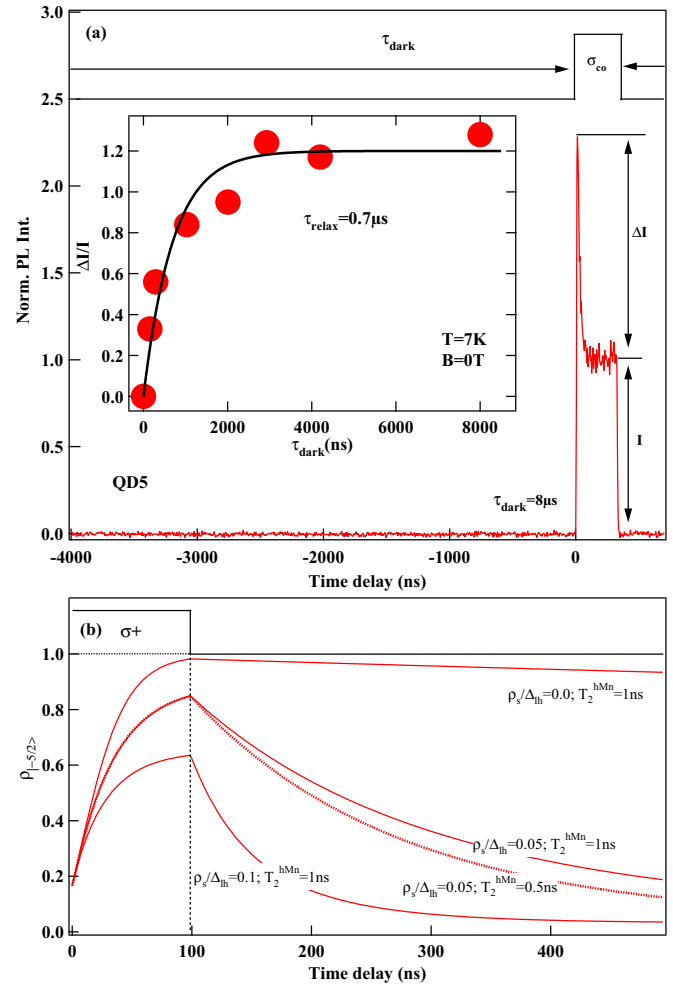 3.0
(a)
τdark
σco
2.5
2.0
1.5
1.0
0.5
0.0
Norm. PL Int.
ΔI
I
1.2
1.0
0.8
0.6
0.4
0.2
0.0
ΔI/I
τrelax=0.7μs
T=7K
B=0T
0
2000
4000
6000
8000
τdark(ns)
QD5
τdark=8μs
-4000
-3000
-2000
-1000
0
Time delay (ns)
(b)
σ+
1.0
0.8
0.6
0.4
0.2
0.0
ρ|−5/2>
ρs/Δlh=0.0; T2hMn=1ns
ρs/Δlh=0.05; T2hMn=1ns
ρs/Δlh=0.1; T2hMn=1ns
ρs/Δlh=0.05; T2hMn=0.5ns
0
100
200
300
400
Time delay (ns)